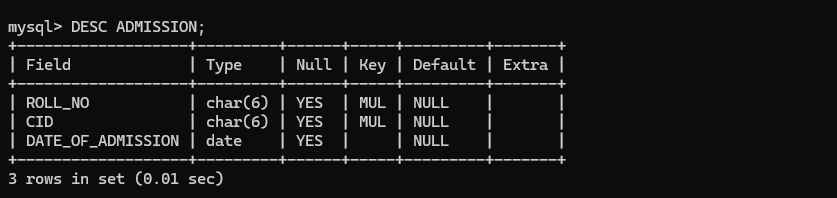 mysql> DESC ADMISSION;
+-------------------+---------+------+-----+---------+-------+
| Field             | Type    | Null | Key | Default | Extra |
+-------------------+---------+------+-----+---------+-------+
| ROLL_NO           | char(6) | YES  | MUL | NULL    |       |
| CID               | char(6) | YES  | MUL | NULL    |       |
| DATE_OF_ADMISSION | date    | YES  |     | NULL    |       |
+-------------------+---------+------+-----+---------+-------+
3 rows in set (0.01 sec)